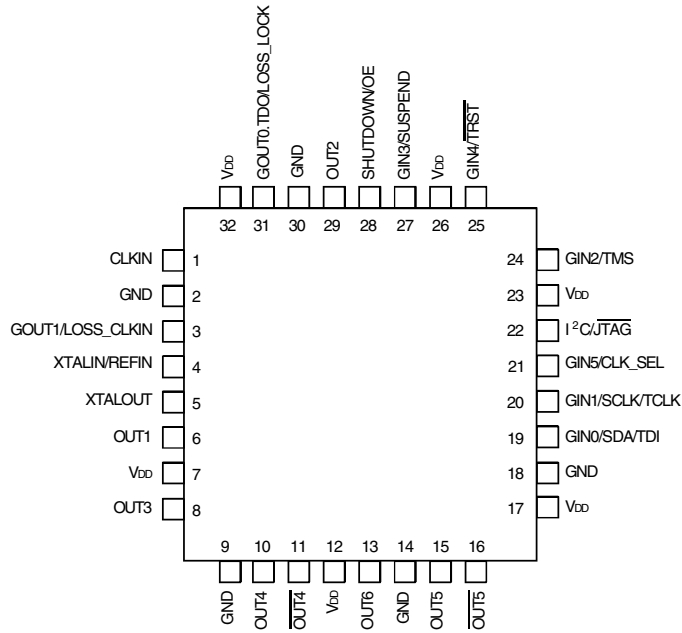 VDD
GOUT0.TDO/LOSS_LOCK
GND
OUT2
SHUTDOWN/OE
GIN3/SUSPEND
VDD
GIN4/TRST
32 31 30 29 28 27 26 25
CLKIN 1
GND 2
GOUT1/LOSS_CLKIN 3
XTALIN/REFIN 4
XTALOUT 5
OUT1 6
VDD 7
OUT3 8
24 GIN2/TMS
23 VDD
22 I²C/JTAG
21 GIN5/CLK_SEL
20 GIN1/SCLK/TCLK
19 GIN0/SDA/TDI
18 GND
17 VDD
9 10 11 12 13 14 15 16
GND
OUT4
OUT4
VDD
OUT6
GND
OUT5
OUT5